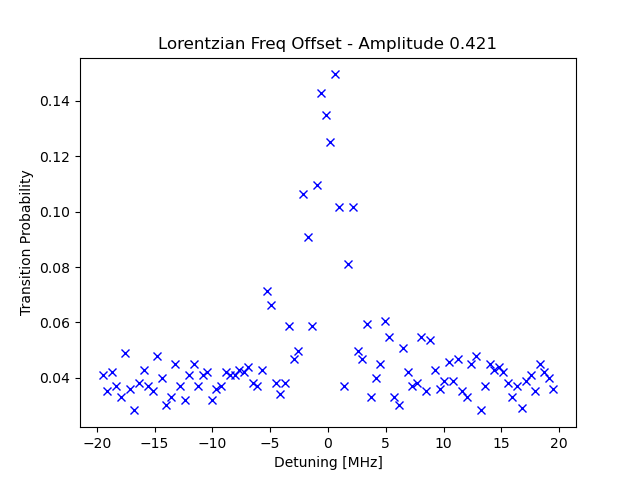 Lorentzian Freq Offset - Amplitude 0.421
Transition Probability
0.14
0.12
0.10
0.08
0.06
0.04
−20 −15 −10 −5 0 5 10 15 20
Detuning [MHz]